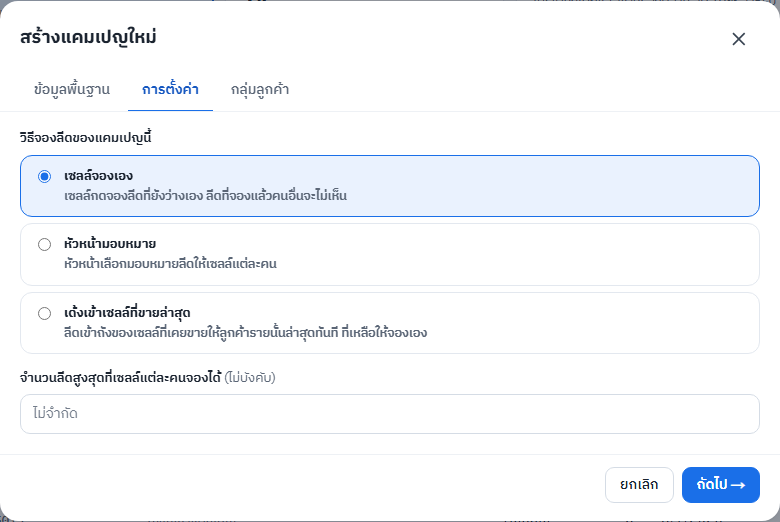 สร้างแคมเปญใหม่
ข้อมูลพื้นฐาน การตั้งค่า กลุ่มลูกค้า
วิธีจองลีดของแคมเปญนี้
เซลล์จองเอง
เซลล์กดจองลีดที่ยังว่างเอง ลีดที่จองแล้วคนอื่นจะไม่เห็น
หัวหน้ามอบหมาย
หัวหน้าเลือกมอบหมายลีดให้เซลล์แต่ละคน
เด้งเข้าเซลล์ที่ขายล่าสุด
ลีดเข้าถังของเซลล์ที่เคยขายให้ลูกค้ารายนั้นล่าสุดทันที ที่เหลือให้จองเอง
จำนวนลีดสูงสุดที่เซลล์แต่ละคนจองได้ (ไม่บังคับ)
ไม่จำกัด
ยกเลิก ถัดไป →